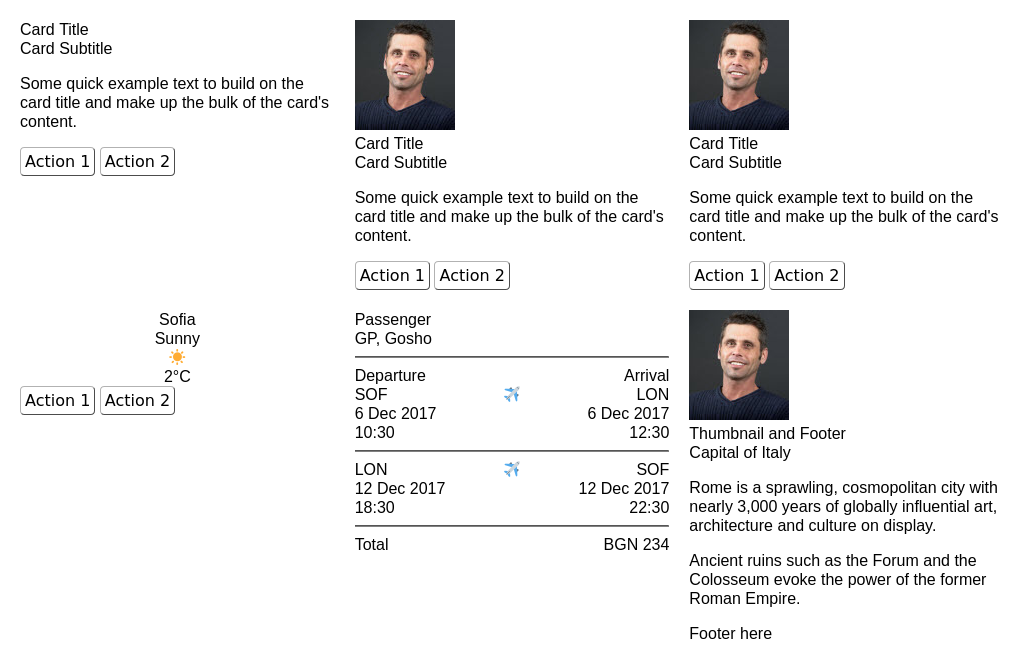 Card Title
Card Subtitle
Some quick example text to build on the
card title and make up the bulk of the card's
content.
Action 1 Action 2
Card Title
Card Subtitle
Some quick example text to build on the
card title and make up the bulk of the card's
content.
Action 1 Action 2
Card Title
Card Subtitle
Some quick example text to build on the
card title and make up the bulk of the card's
content.
Action 1 Action 2
Sofia
Sunny
2°C
Action 1 Action 2
Passenger
GP, Gosho
Departure Arrival
SOF LON
6 Dec 2017 6 Dec 2017
10:30 12:30
LON SOF
12 Dec 2017 12 Dec 2017
18:30 22:30
Total BGN 234
Thumbnail and Footer
Capital of Italy
Rome is a sprawling, cosmopolitan city with
nearly 3,000 years of globally influential art,
architecture and culture on display.
Ancient ruins such as the Forum and the
Colosseum evoke the power of the former
Roman Empire.
Footer here